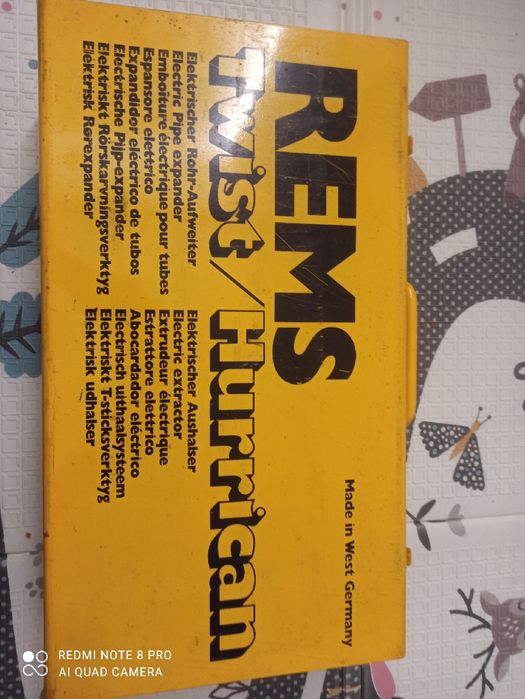 REMS
Twist/Hurrican
Elektrischer Rohr-Aufweiter
Electric Pipe expander
Emboiture électrique pour tubes
Espansore elettrico
Expandidor eléctrico de tubos
Electrische Pijp-expander
Elektriskt Rörskarvningsverktyg
Elektrisk Rørexpander
Elektrischer Aushalser
Electric extractor
Extrudeur électrique
Estrattore elettrico
Abocardador eléctrico
Electrisch uithaalsysteem
Elektriskt T-sticksverktyg
Elektrisk udhalser
Made in West Germany
REDMI NOTE 8 PRO
AI QUAD CAMERA